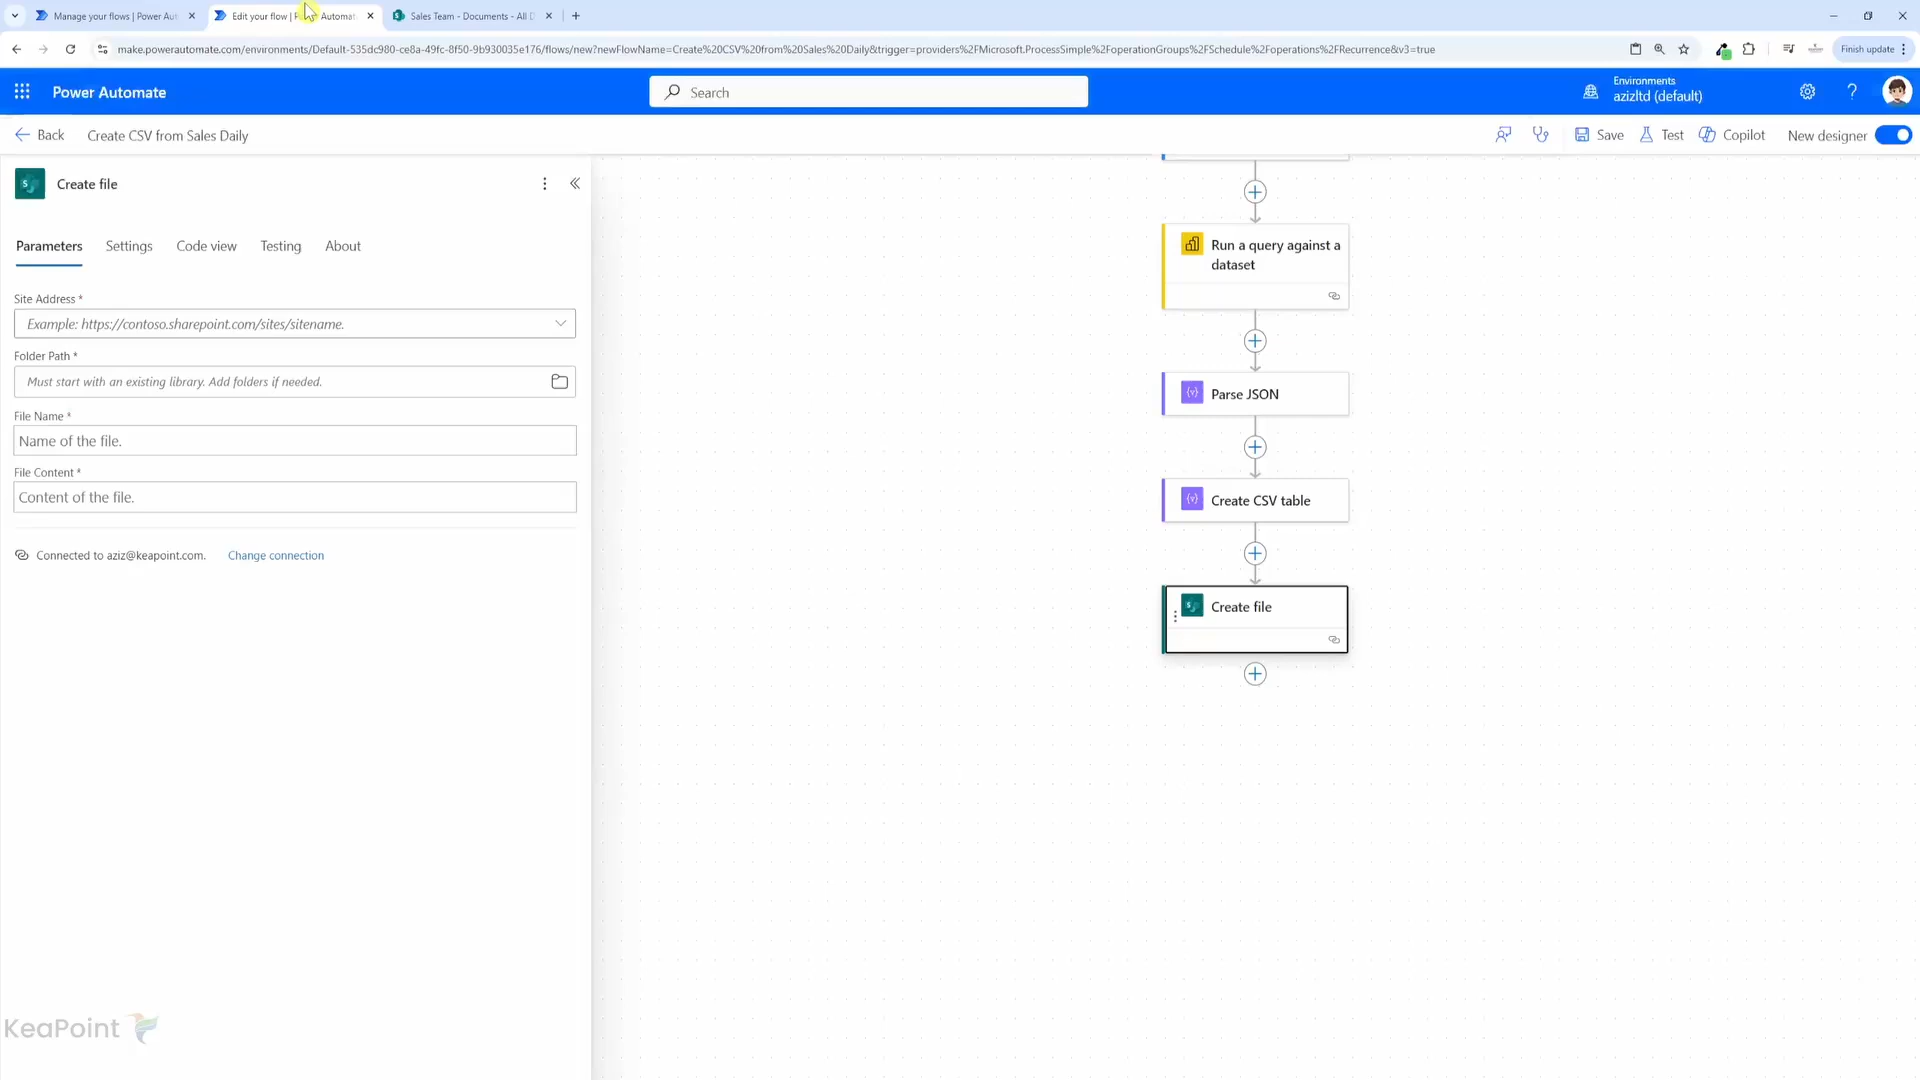 Manage your flows | Power Aut
Edit your flow | P Automat
Sales Team - Documents - All D
make.powerautomate.com/environments/Default-535dc980-ce8a-49fc-8f50-9b930035e176/flows/new?newFlowName=Create%20CSV%20from%20Sales%20Daily&trigger=providers%2FMicrosoft.ProcessSimple%2FoperationGroups%2FSchedule%2Foperations%2FRecurrence&v3=true
Finish update
Power Automate
Search
Environments
azizltd (default)
Back
Create CSV from Sales Daily
Save
Test
Copilot
New designer
Create file
Parameters
Settings
Code view
Testing
About
Site Address *
Example: https://contoso.sharepoint.com/sites/sitename.
Folder Path *
Must start with an existing library. Add folders if needed.
File Name *
Name of the file.
File Content *
Content of the file.
Connected to aziz@keapoint.com.
Change connection
Run a query against a
dataset
Parse JSON
Create CSV table
Create file
KeaPoint